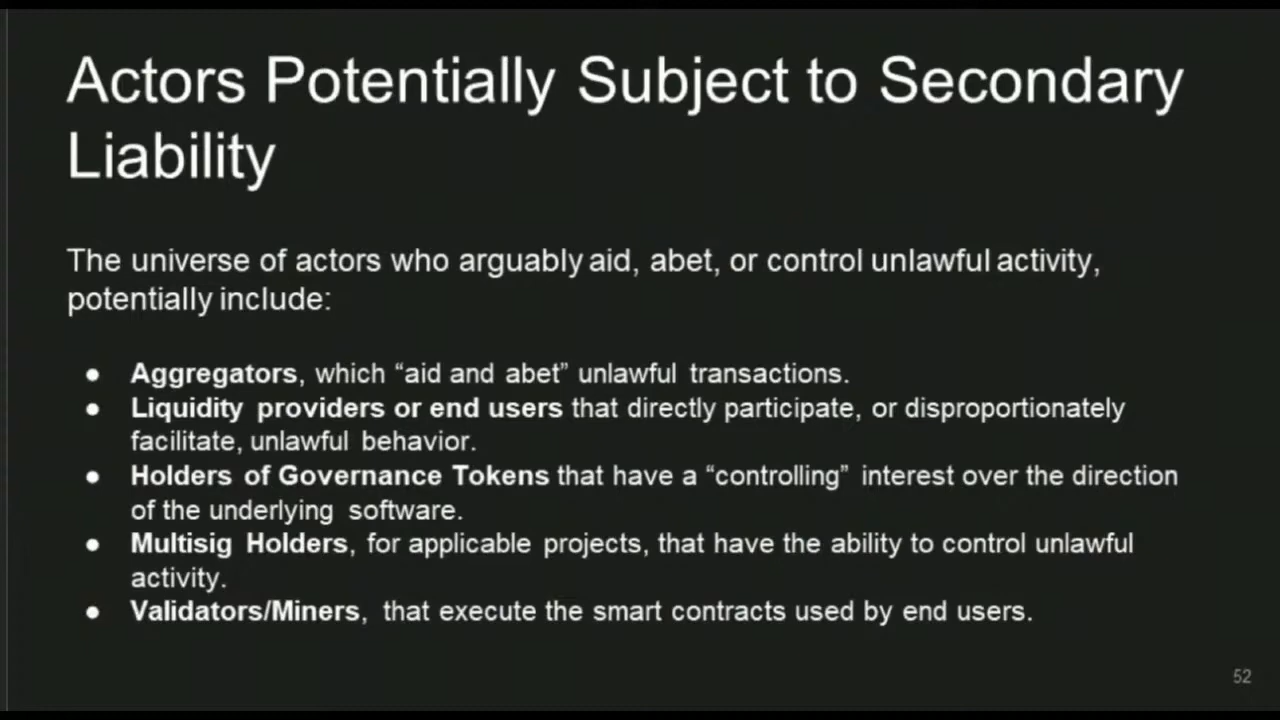 Actors Potentially Subject to Secondary
Liability
The universe of actors who arguably aid, abet, or control unlawful activity,
potentially include:
● Aggregators, which “aid and abet” unlawful transactions.
● Liquidity providers or end users that directly participate, or disproportionately
facilitate, unlawful behavior.
● Holders of Governance Tokens that have a “controlling” interest over the direction
of the underlying software.
● Multisig Holders, for applicable projects, that have the ability to control unlawful
activity.
● Validators/Miners, that execute the smart contracts used by end users.
52